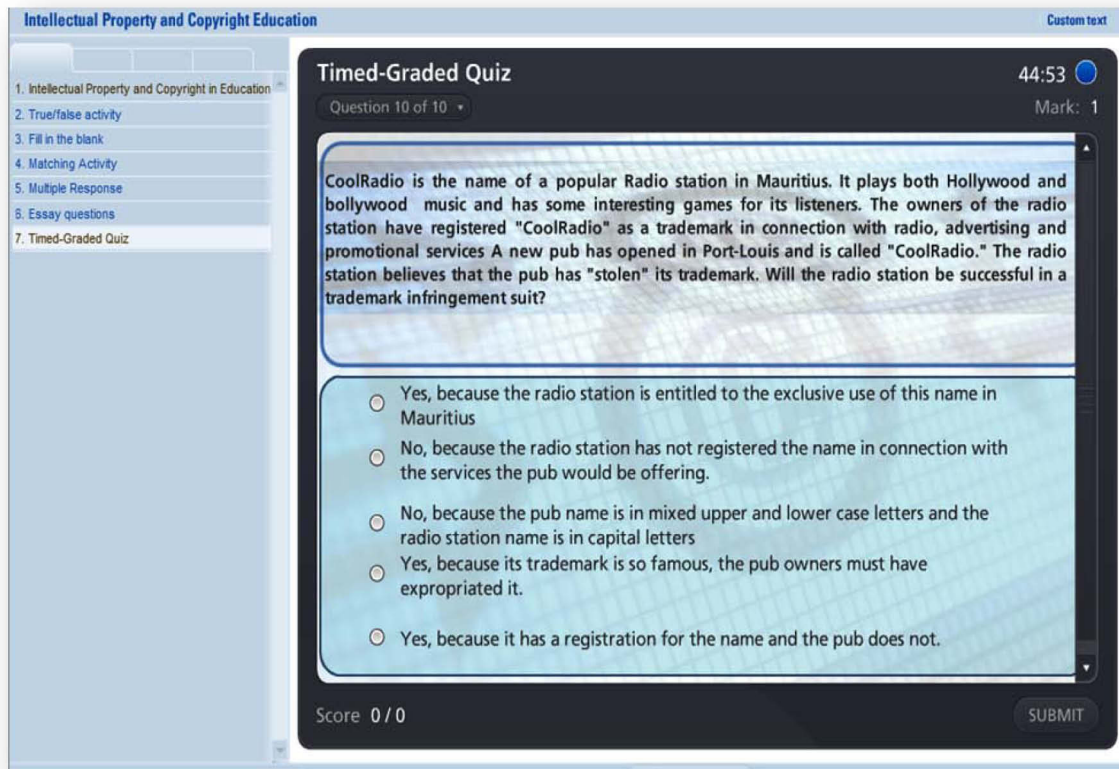 Intellectual Property and Copyright Education
Custom text
1. Intellectual Property and Copyright in Education
2. True/false activity
3. Fill in the blank
4. Matching Activity
5. Multiple Response
6. Essay questions
7. Timed-Graded Quiz
Timed-Graded Quiz
44:53
Question 10 of 10
Mark: 1
CoolRadio is the name of a popular Radio station in Mauritius. It plays both Hollywood and
bollywood music and has some interesting games for its listeners. The owners of the radio
station have registered "CoolRadio" as a trademark in connection with radio, advertising and
promotional services A new pub has opened in Port-Louis and is called "CoolRadio." The radio
station believes that the pub has "stolen" its trademark. Will the radio station be successful in a
trademark infringement suit?
Yes, because the radio station is entitled to the exclusive use of this name in
Mauritius
No, because the radio station has not registered the name in connection with
the services the pub would be offering.
No, because the pub name is in mixed upper and lower case letters and the
radio station name is in capital letters
Yes, because its trademark is so famous, the pub owners must have
expropriated it.
Yes, because it has a registration for the name and the pub does not.
Score 0 / 0
SUBMIT